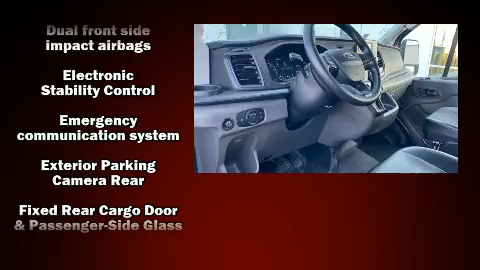 Dual front side
impact airbags
Electronic
Stability Control
Emergency
communication system
Exterior Parking
Camera Rear
Fixed Rear Cargo Door
& Passenger-Side Glass